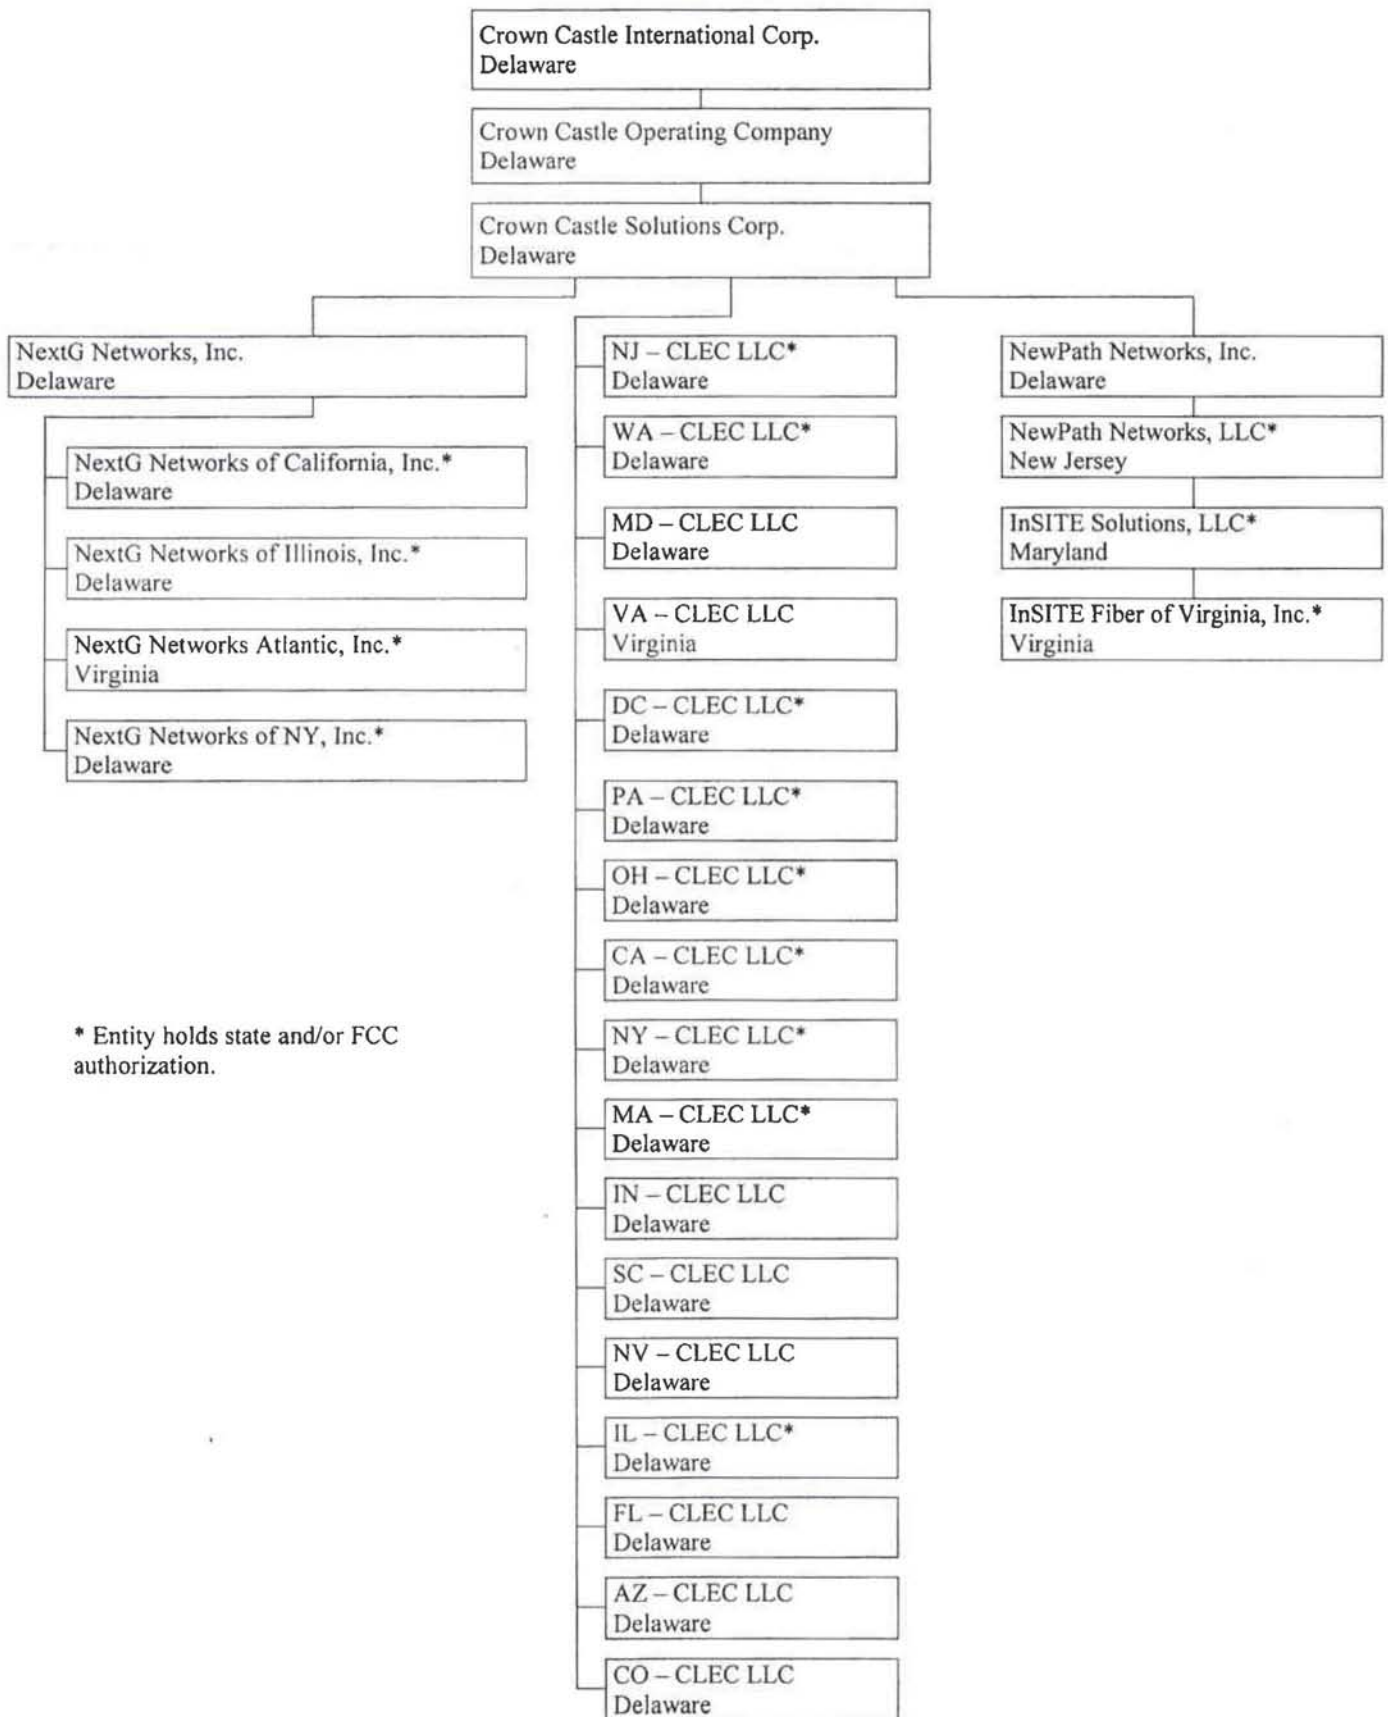 Crown Castle International Corp.
Delaware
Crown Castle Operating Company
Delaware
Crown Castle Solutions Corp.
Delaware
NextG Networks, Inc.
Delaware
NextG Networks of California, Inc.*
Delaware
NextG Networks of Illinois, Inc.*
Delaware
NextG Networks Atlantic, Inc.*
Virginia
NextG Networks of NY, Inc.*
Delaware
* Entity holds state and/or FCC
authorization.
NJ – CLEC LLC*
Delaware
WA – CLEC LLC*
Delaware
MD – CLEC LLC
Delaware
VA – CLEC LLC
Virginia
DC – CLEC LLC*
Delaware
PA – CLEC LLC*
Delaware
OH – CLEC LLC*
Delaware
CA – CLEC LLC*
Delaware
NY – CLEC LLC*
Delaware
MA – CLEC LLC*
Delaware
IN – CLEC LLC
Delaware
SC – CLEC LLC
Delaware
NV – CLEC LLC
Delaware
IL – CLEC LLC*
Delaware
FL – CLEC LLC
Delaware
AZ – CLEC LLC
Delaware
CO – CLEC LLC
Delaware
NewPath Networks, Inc.
Delaware
NewPath Networks, LLC*
New Jersey
InSITE Solutions, LLC*
Maryland
InSITE Fiber of Virginia, Inc.*
Virginia